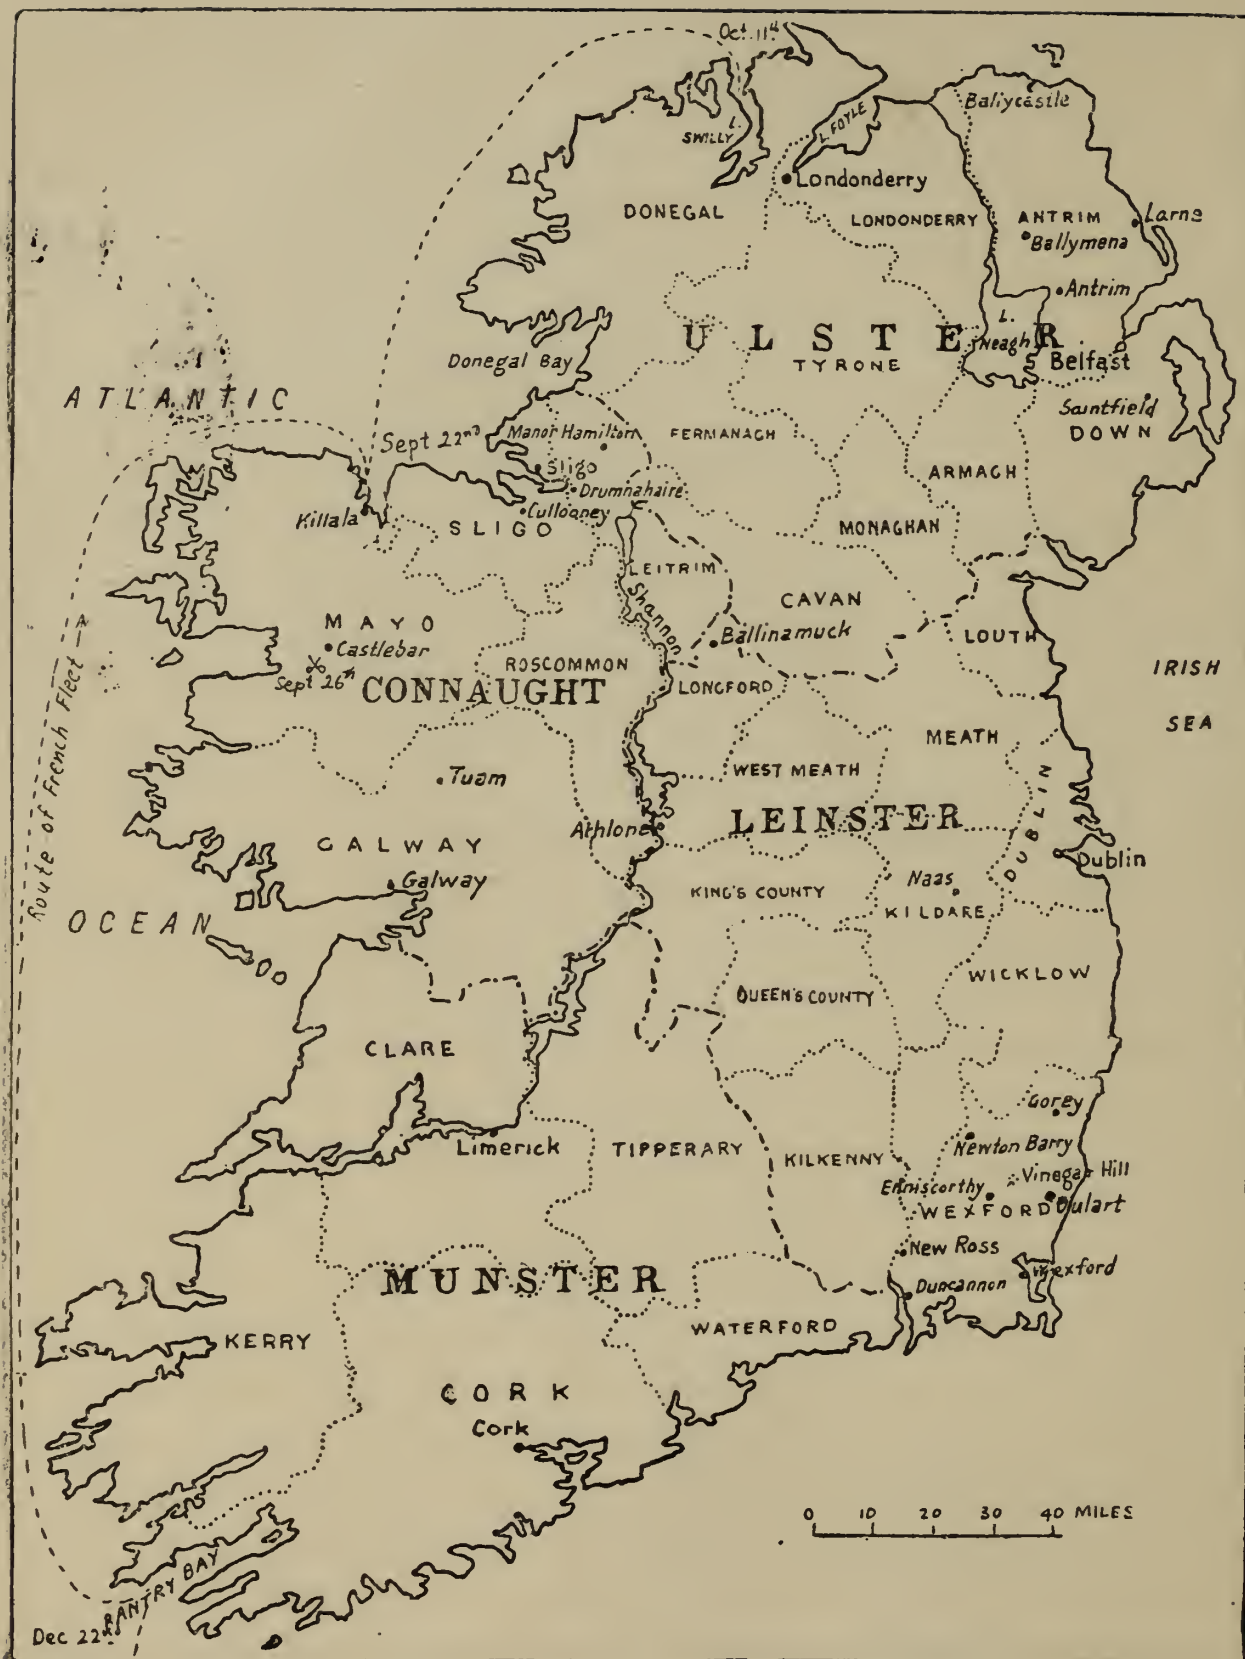 Oct. 11th
Ballycastle
L. FOYLE
L. SWILLY
Londonderry
DONEGAL
LONDONDERRY
ANTRIM
Larne
Ballymena
Antrim
ULSTER
L. Neagh
Donegal Bay
TYRONE
Belfast
ATLANTIC
Saintfield
Sept 22nd
Manor Hamilton
FERMANAGH
DOWN
Sligo
ARMAGH
Drumnahaire
Killala
Cullooney
SLIGO
MONAGHAN
LEITRIM
Shannon
CAVAN
MAYO
Ballinamuck
LOUTH
Castlebar
ROSCOMMON
IRISH
Sept 26th
CONNAUGHT
LONGFORD
SEA
Route of French Fleet
MEATH
Tuam
WEST MEATH
LEINSTER
Athlone
DUBLIN
GALWAY
Dublin
Galway
KING'S COUNTY
Naas
KILDARE
OCEAN
WICKLOW
QUEEN'S COUNTY
CLARE
Gorey
Limerick
TIPPERARY
KILKENNY
Newton Barry
Vinegar Hill
Enniscorthy
WEXFORD
Oulart
New Ross
MUNSTER
Wexford
Duncannon
KERRY
WATERFORD
CORK
Cork
0 10 20 30 40 MILES
BANTRY BAY
Dec 22nd